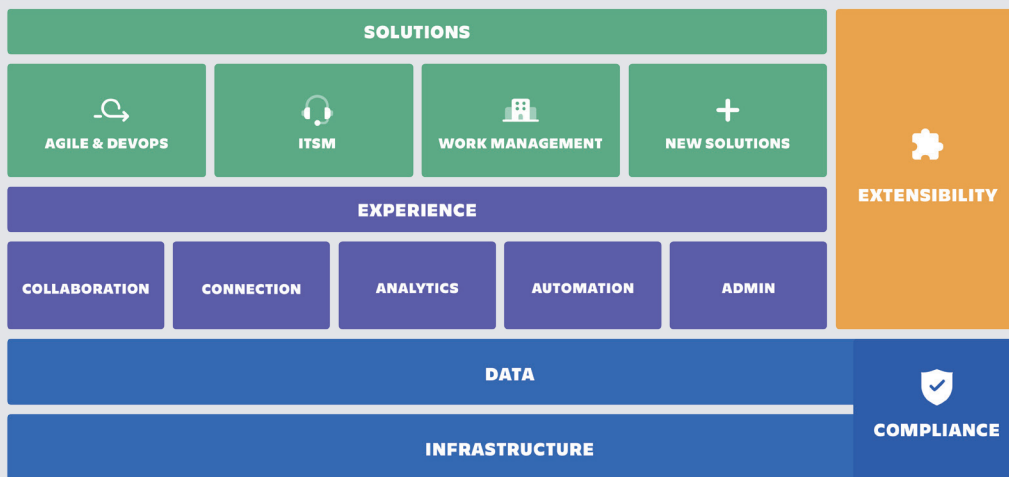 SOLUTIONS
AGILE & DEVOPS
ITSM
WORK MANAGEMENT
NEW SOLUTIONS
EXTENSIBILITY
EXPERIENCE
COLLABORATION
CONNECTION
ANALYTICS
AUTOMATION
ADMIN
DATA
COMPLIANCE
INFRASTRUCTURE